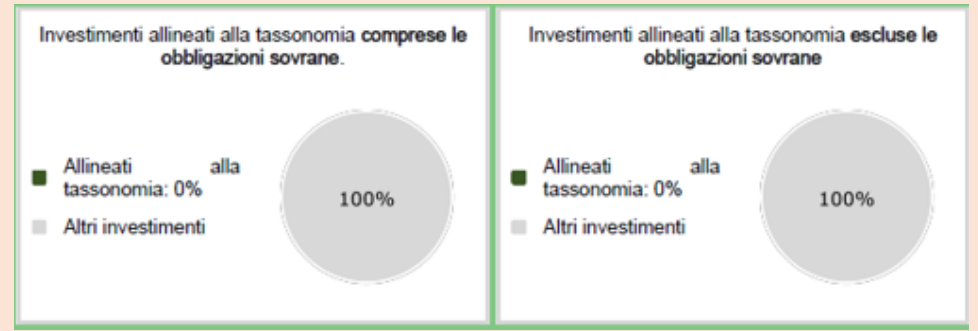 Investimenti allineati alla tassonomia comprese le
obbligazioni sovrane.
Allineati alla
tassonomia: 0%
Altri investimenti
100%
Investimenti allineati alla tassonomia escluse le
obbligazioni sovrane
Allineati alla
tassonomia: 0%
Altri investimenti
100%